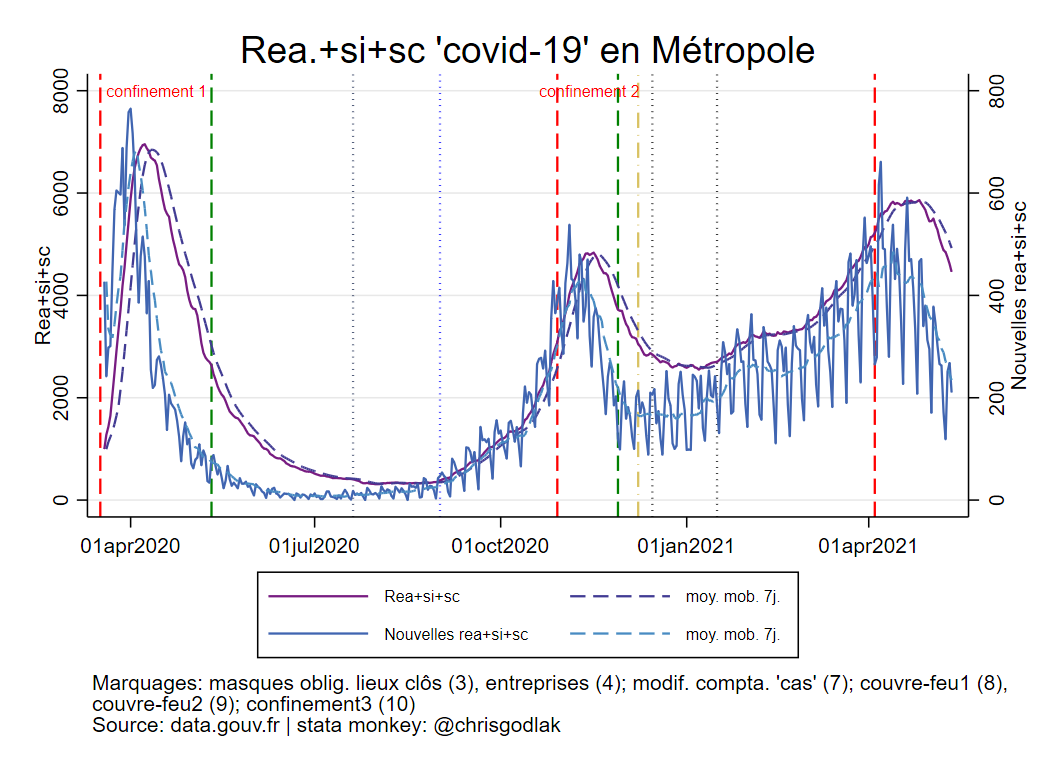 Rea.+si+sc 'covid-19' en Métropole
confinement 1
confinement 2
8000
6000
4000
2000
0
Rea+si+sc
800
600
400
200
0
Nouvelles rea+si+sc
01apr2020
01jul2020
01oct2020
01jan2021
01apr2021
Rea+si+sc
moy. mob. 7j.
Nouvelles rea+si+sc
moy. mob. 7j.
Marquages: masques oblig. lieux clôs (3), entreprises (4); modif. compta. 'cas' (7); couvre-feu1 (8),
couvre-feu2 (9); confinement3 (10)
Source: data.gouv.fr | stata monkey: @chrisgodlak